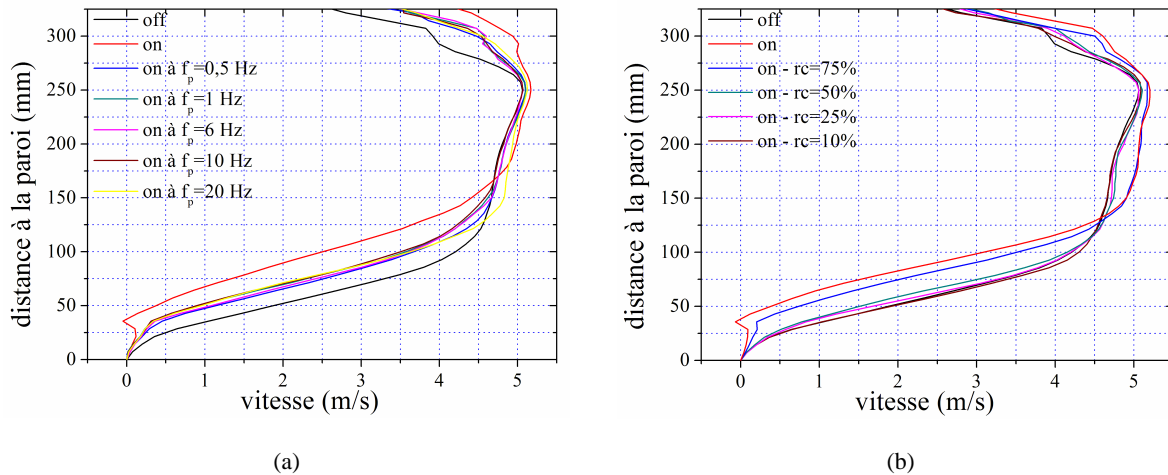 distance à la paroi (mm)
300
250
200
150
100
50
0
off
on
on à f_p=0,5 Hz
on à f_p=1 Hz
on à f_p=6 Hz
on à f_p=10 Hz
on à f_p=20 Hz
0 1 2 3 4 5
vitesse (m/s)
(a)
distance à la paroi (mm)
300
250
200
150
100
50
0
off
on
on - rc=75%
on - rc=50%
on - rc=25%
on - rc=10%
0 1 2 3 4 5
vitesse (m/s)
(b)